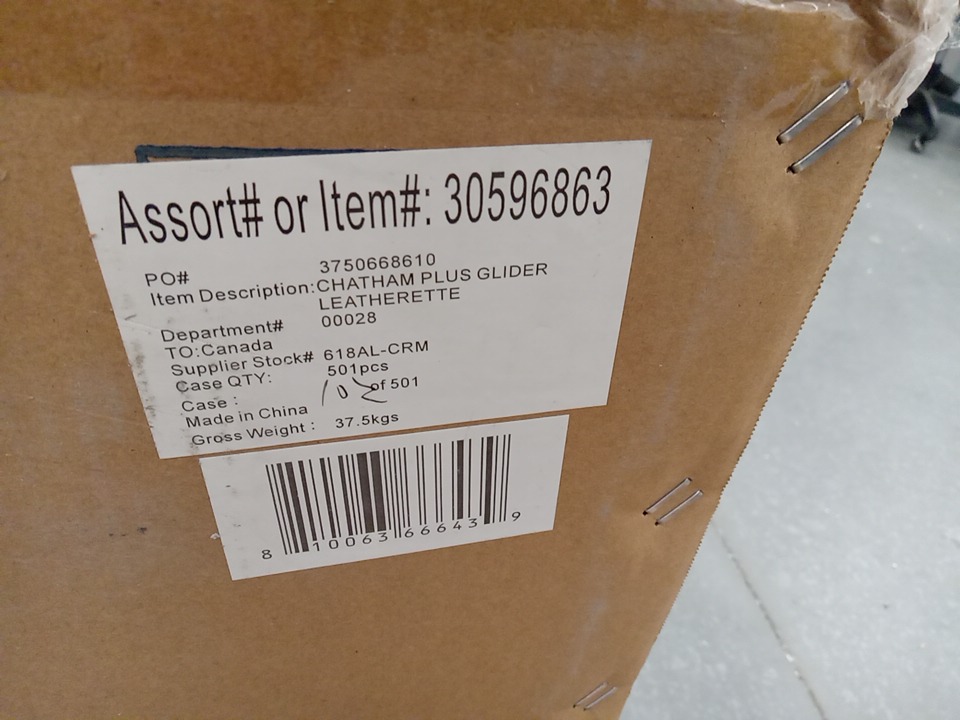 Assort# or Item#: 30596863
PO# 3750668610
Item Description:CHATHAM PLUS GLIDER
LEATHERETTE
Department# 00028
TO:Canada
Supplier Stock# 618AL-CRM
Case QTY: 501pcs
Case : of 501
Made in China
Gross Weight : 37.5kgs
8 10063 66643 9